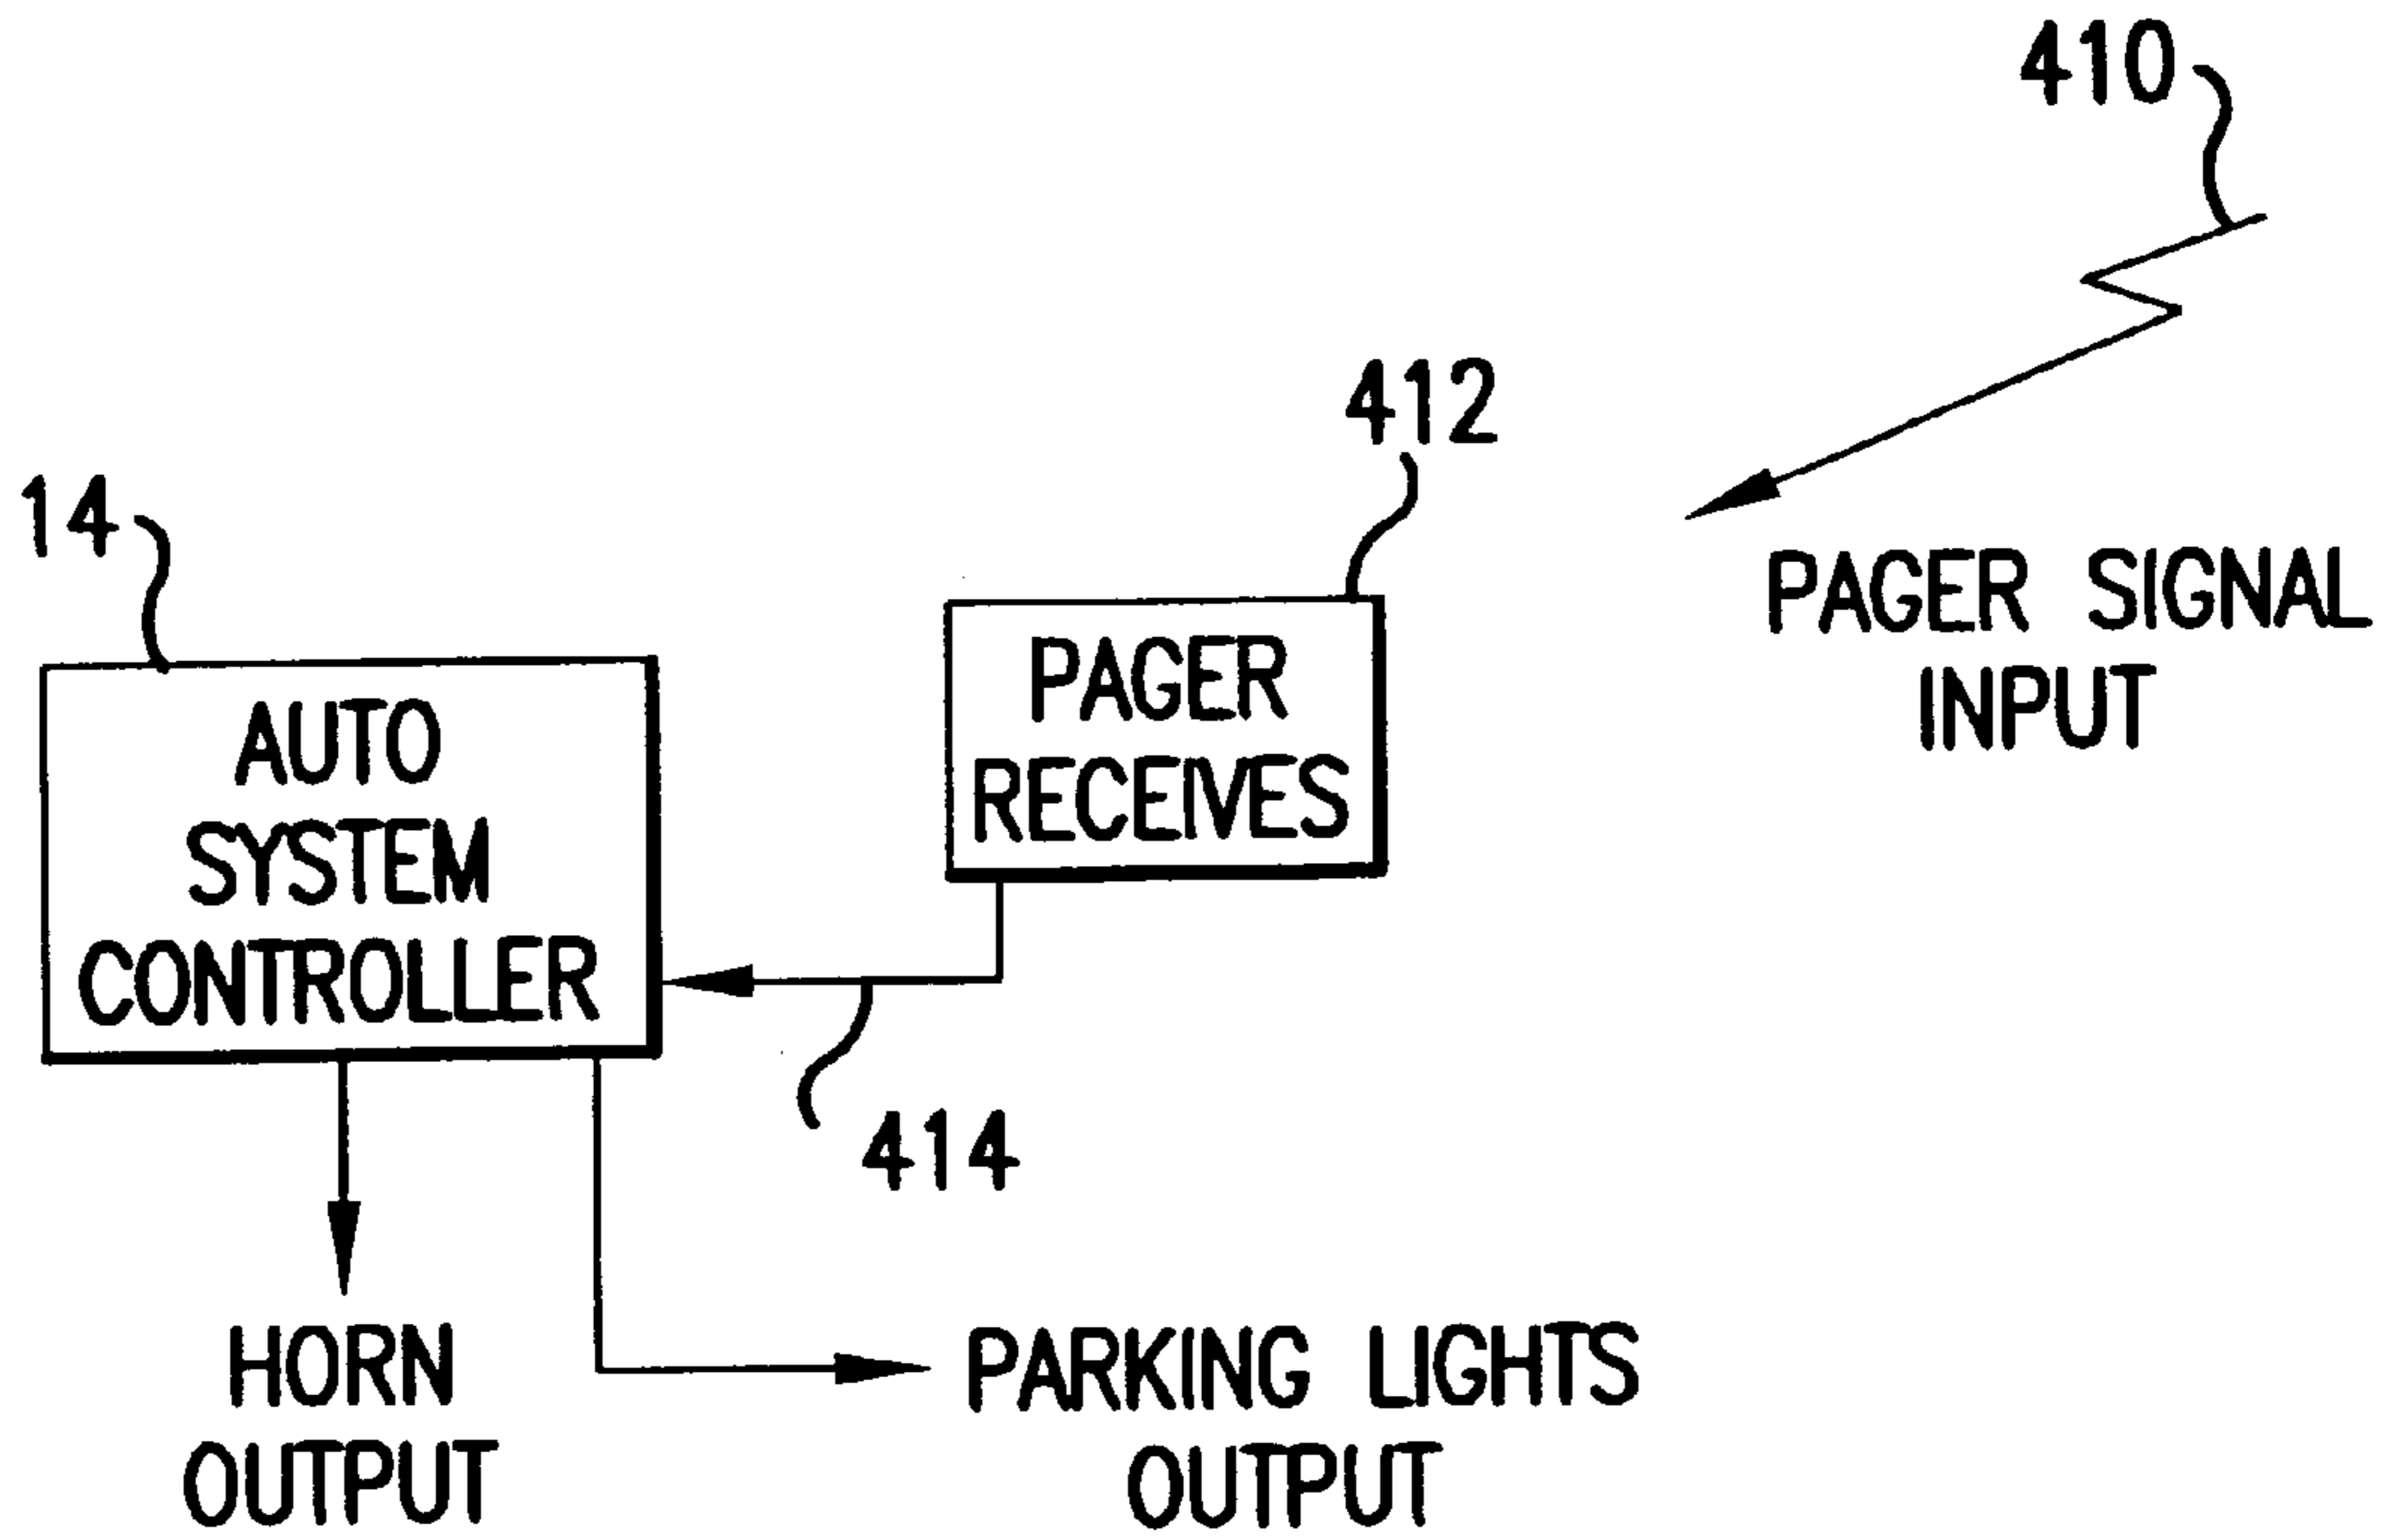 410
412
14
PAGER SIGNAL
INPUT
PAGER
RECEIVES
AUTO
SYSTEM
CONTROLLER
414
HORN
OUTPUT
PARKING LIGHTS
OUTPUT